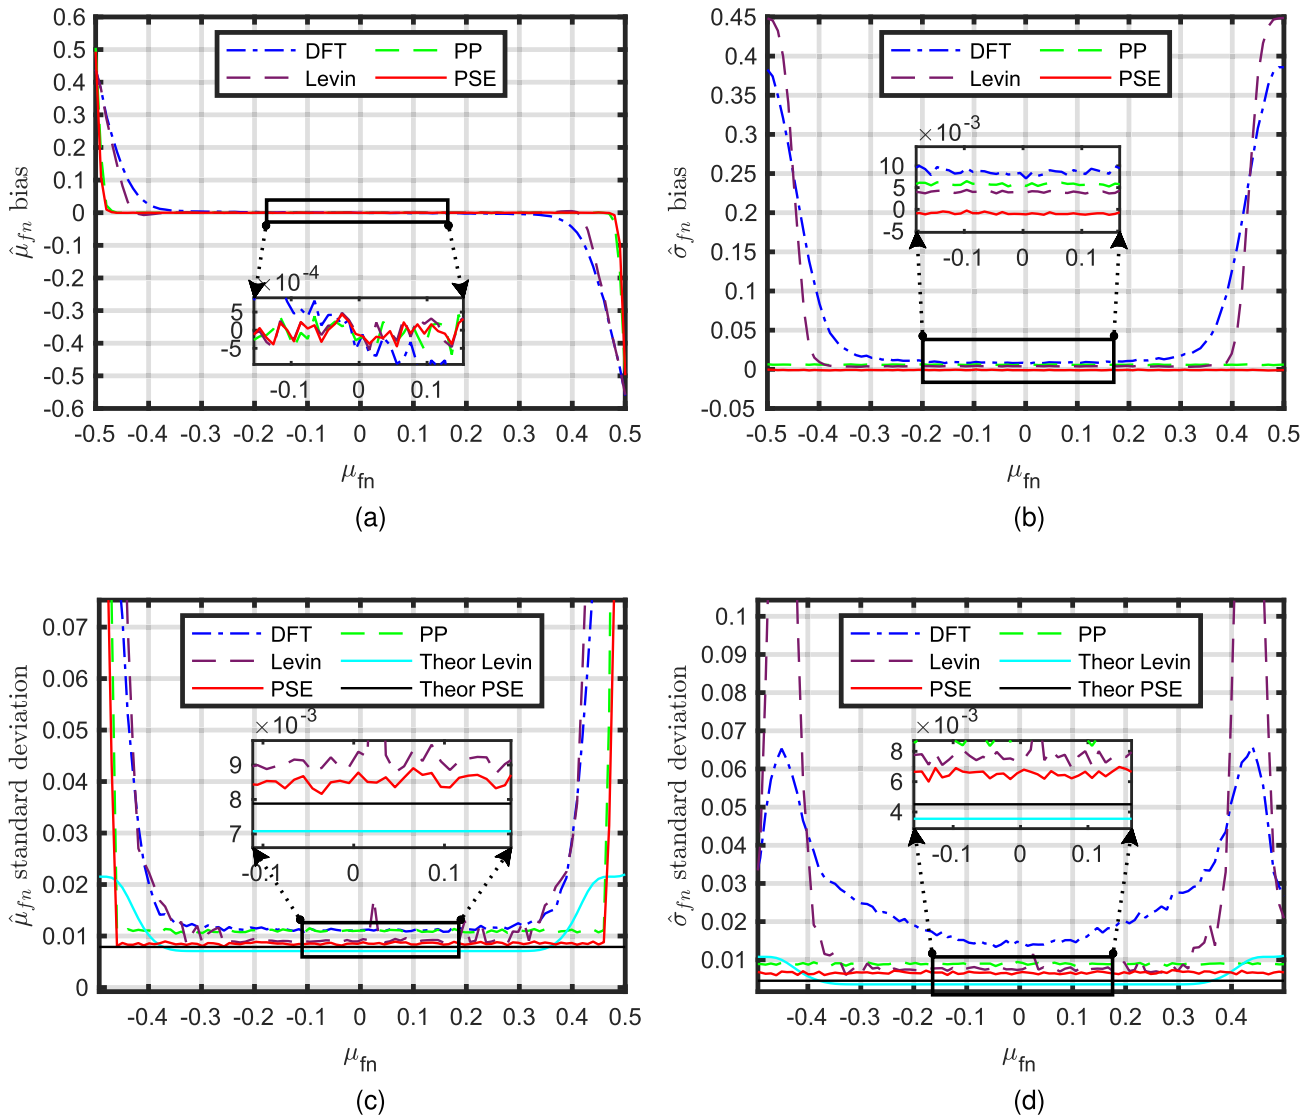 0.6
0.5
0.4
0.3
0.2
0.1
0
-0.1
-0.2
-0.3
-0.4
-0.5
-0.6
μ̂fn bias
DFT PP
Levin PSE
×10-4
5
0
-5
-0.1 0 0.1
-0.5 -0.4 -0.3 -0.2 -0.1 0 0.1 0.2 0.3 0.4 0.5
μfn
(a)
0.45
0.4
0.35
0.3
0.25
0.2
0.15
0.1
0.05
0
-0.05
σ̂fn bias
DFT PP
Levin PSE
×10-3
10
5
0
-5
-0.1 0 0.1
-0.5 -0.4 -0.3 -0.2 -0.1 0 0.1 0.2 0.3 0.4 0.5
μfn
(b)
0.07
0.06
0.05
0.04
0.03
0.02
0.01
0
μ̂fn standard deviation
DFT PP
Levin Theor Levin
PSE Theor PSE
×10-3
9
8
7
-0.1 0 0.1
-0.4 -0.3 -0.2 -0.1 0 0.1 0.2 0.3 0.4 0.5
μfn
(c)
0.1
0.09
0.08
0.07
0.06
0.05
0.04
0.03
0.02
0.01
σ̂fn standard deviation
DFT PP
Levin Theor Levin
PSE Theor PSE
×10-3
8
6
4
-0.1 0 0.1
-0.4 -0.3 -0.2 -0.1 0 0.1 0.2 0.3 0.4
μfn
(d)